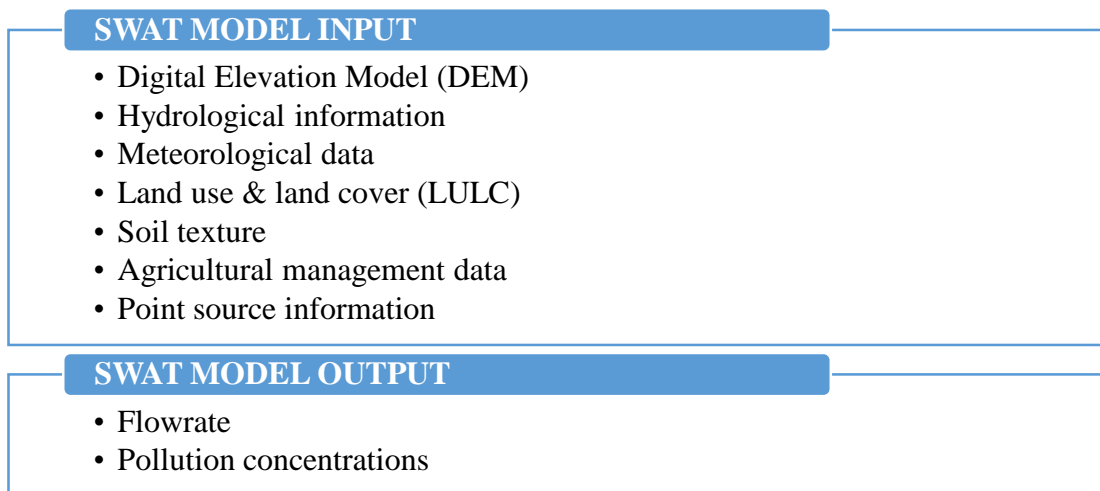 SWAT MODEL INPUT
• Digital Elevation Model (DEM)
• Hydrological information
• Meteorological data
• Land use & land cover (LULC)
• Soil texture
• Agricultural management data
• Point source information
SWAT MODEL OUTPUT
• Flowrate
• Pollution concentrations